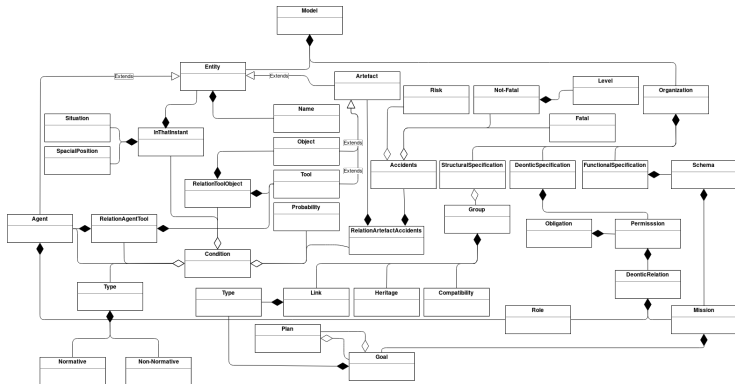 Model
Entity
Extends
Extends
Artefact
Level
Risk
Not-Fatal
Organization
Situation
Name
Fatal
InThatInstant
Object
Extends
SpacialPosition
Accidents
StructuralSpecification
DeonticSpecification
FunctionalSpecification
Schema
Tool
Extends
RelationToolObject
Probability
Group
Agent
RelationAgentTool
Obligation
Permisssion
RelationArtefactAccidents
Condition
DeonticRelation
Type
Type
Link
Heritage
Compatibility
Role
Mission
Plan
Normative
Non-Normative
Goal